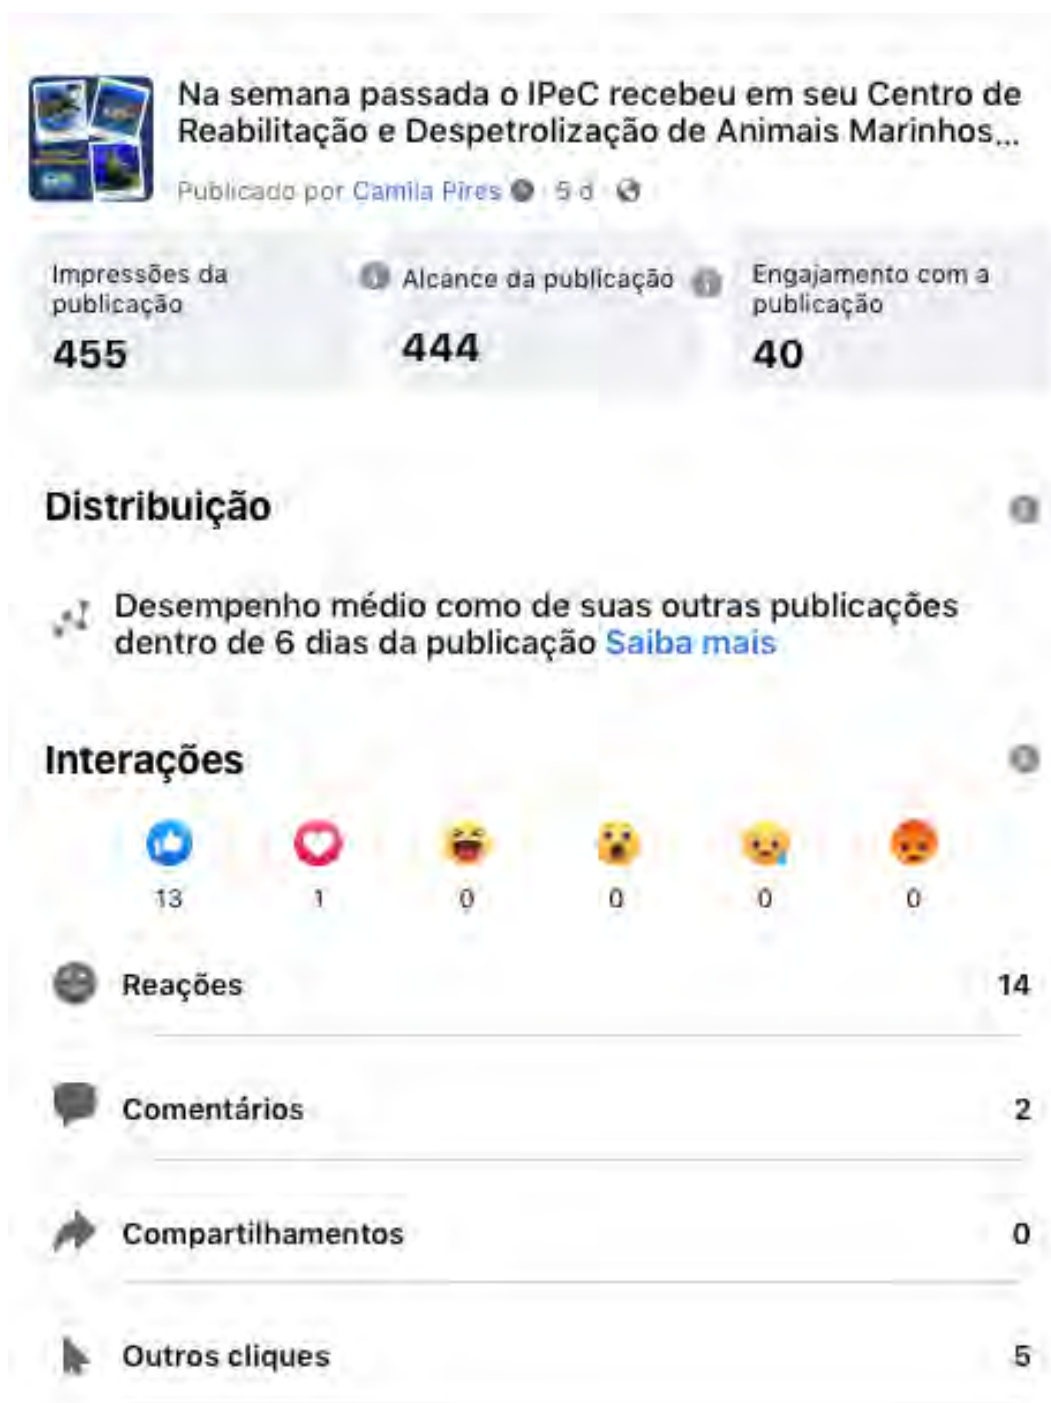 Na semana passada o IPeC recebeu em seu Centro de
Reabilitação e Despetrolização de Animais Marinhos...
Publicado por Camila Pires · 5 d ·
Impressões da
publicação
455
Alcance da publicação
444
Engajamento com a
publicação
40
Distribuição
Desempenho médio como de suas outras publicações
dentro de 6 dias da publicação Saiba mais
Interações
13
1
0
0
0
0
Reações
14
Comentários
2
Compartilhamentos
0
Outros cliques
5